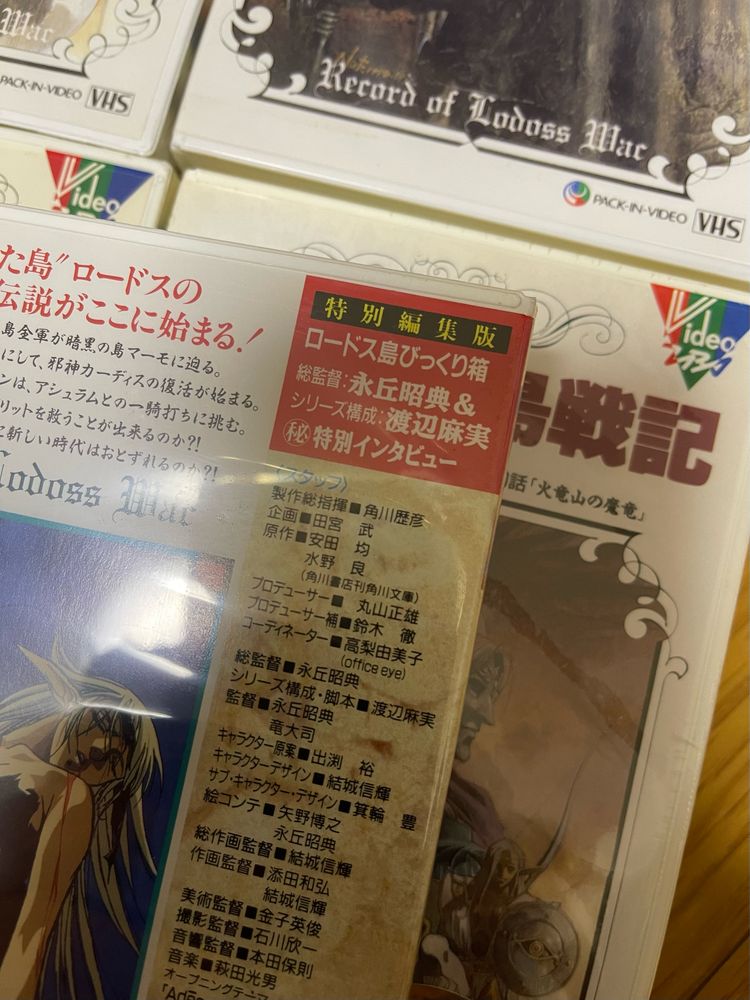 War
PACK-IN-VIDEO VHS
Record of Lodoss War
PACK-IN-VIDEO VHS
Video
Video
島戦記
話「火竜山の魔竜」
た島”ロードスの
伝説がここに始まる!
島全軍が暗黒の島マーモに迫る。
にして、邪神カーディスの復活が始まる。
ンは、アシュラムとの一騎打ちに挑む。
リットを救うことが出来るのか?!
に新しい時代はおとずれるのか?!
Lodoss War
特別編集版
ロードス島びっくり箱
総監督:永丘昭典&
シリーズ構成:渡辺麻実
㊙特別インタビュー
〈スタッフ〉
製作総指揮■角川歴彦
企画■田宮 武
原作■安田 均
水野 良
(角川書店刊角川文庫)
プロデューサー■丸山正雄
プロデューサー補■鈴木 徹
コーディネーター■高梨由美子
(office eye)
総監督■永丘昭典
シリーズ構成・脚本■渡辺麻実
監督■永丘昭典
竜大司
キャラクター原案■出渕 裕
キャラクターデザイン■結城信輝
サブ・キャラクター・デザイン■箕輪 豊
絵コンテ■矢野博之
永丘昭典
総作画監督■結城信輝
作画監督■添田和弘
結城信輝
美術監督■金子英俊
撮影監督■石川欣一
音響監督■本田保則
音楽■萩田光男
オープニングテーマ